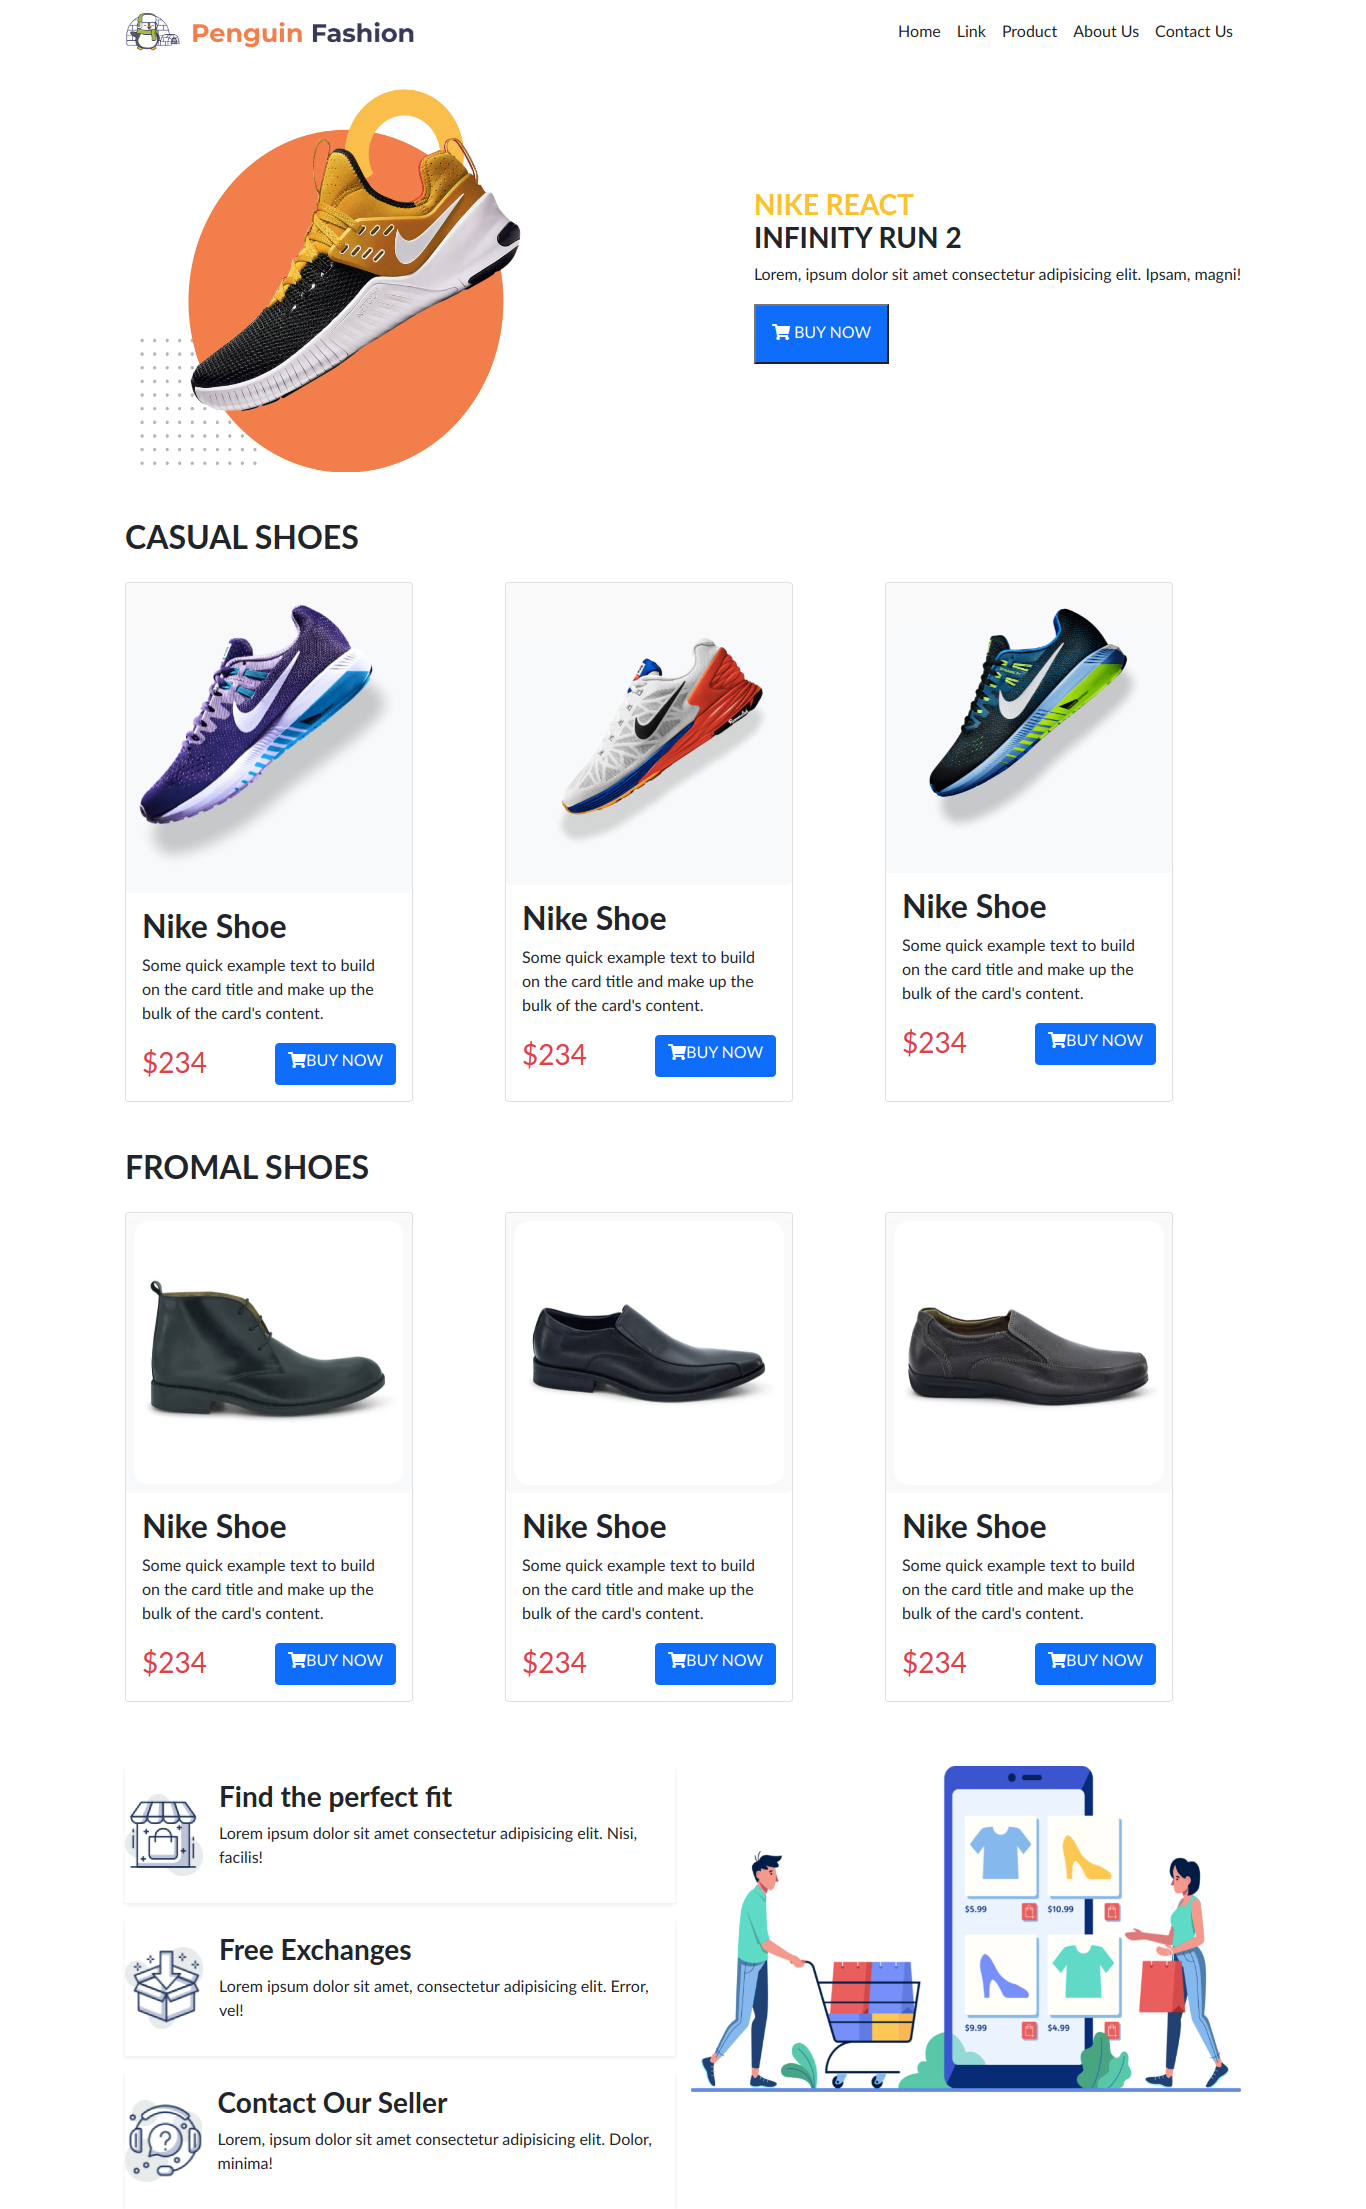 Penguin Fashion
Home Link Product About Us Contact Us
NIKE REACT
INFINITY RUN 2
Lorem, ipsum dolor sit amet consectetur adipisicing elit. Ipsam, magni!
BUY NOW
CASUAL SHOES
Nike Shoe
Some quick example text to build
on the card title and make up the
bulk of the card's content.
$234 BUY NOW
Nike Shoe
Some quick example text to build
on the card title and make up the
bulk of the card's content.
$234 BUY NOW
Nike Shoe
Some quick example text to build
on the card title and make up the
bulk of the card's content.
$234 BUY NOW
FROMAL SHOES
Nike Shoe
Some quick example text to build
on the card title and make up the
bulk of the card's content.
$234 BUY NOW
Nike Shoe
Some quick example text to build
on the card title and make up the
bulk of the card's content.
$234 BUY NOW
Nike Shoe
Some quick example text to build
on the card title and make up the
bulk of the card's content.
$234 BUY NOW
Find the perfect fit
Lorem ipsum dolor sit amet consectetur adipisicing elit. Nisi,
facilis!
Free Exchanges
Lorem ipsum dolor sit amet, consectetur adipisicing elit. Error,
vel!
Contact Our Seller
Lorem, ipsum dolor sit amet consectetur adipisicing elit. Dolor,
minima!
$5.99 $10.99
$9.99 $4.99